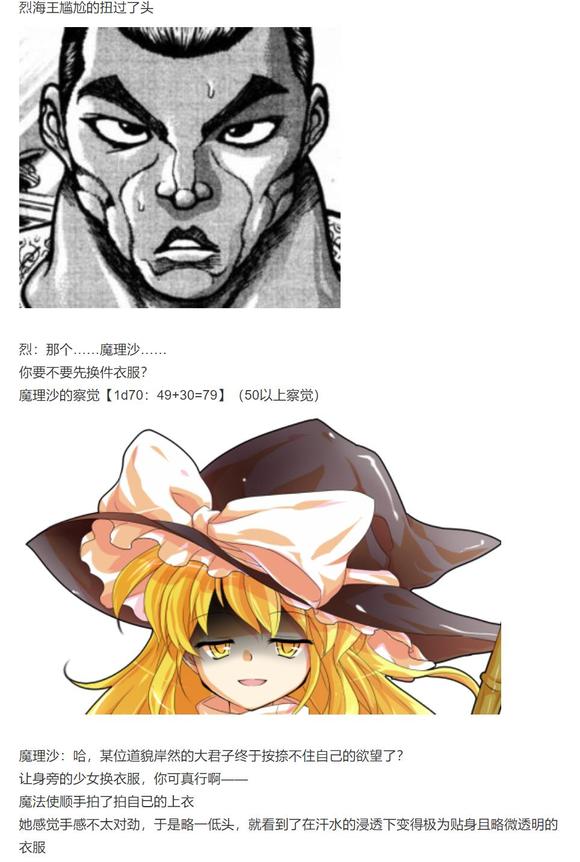 烈海王尴尬的扭过了头
烈：那个……魔理沙……
你要不要先换件衣服？
魔理沙的察觉【1d70：49+30=79】（50以上察觉）
魔理沙：哈，某位道貌岸然的大君子终于按捺不住自己的欲望了？
让身旁的少女换衣服，你可真行啊——
魔法使顺手拍了拍自己的上衣
她感觉手感不太对劲，于是略一低头，就看到了在汗水的浸透下变得极为贴身且略微透明的
衣服